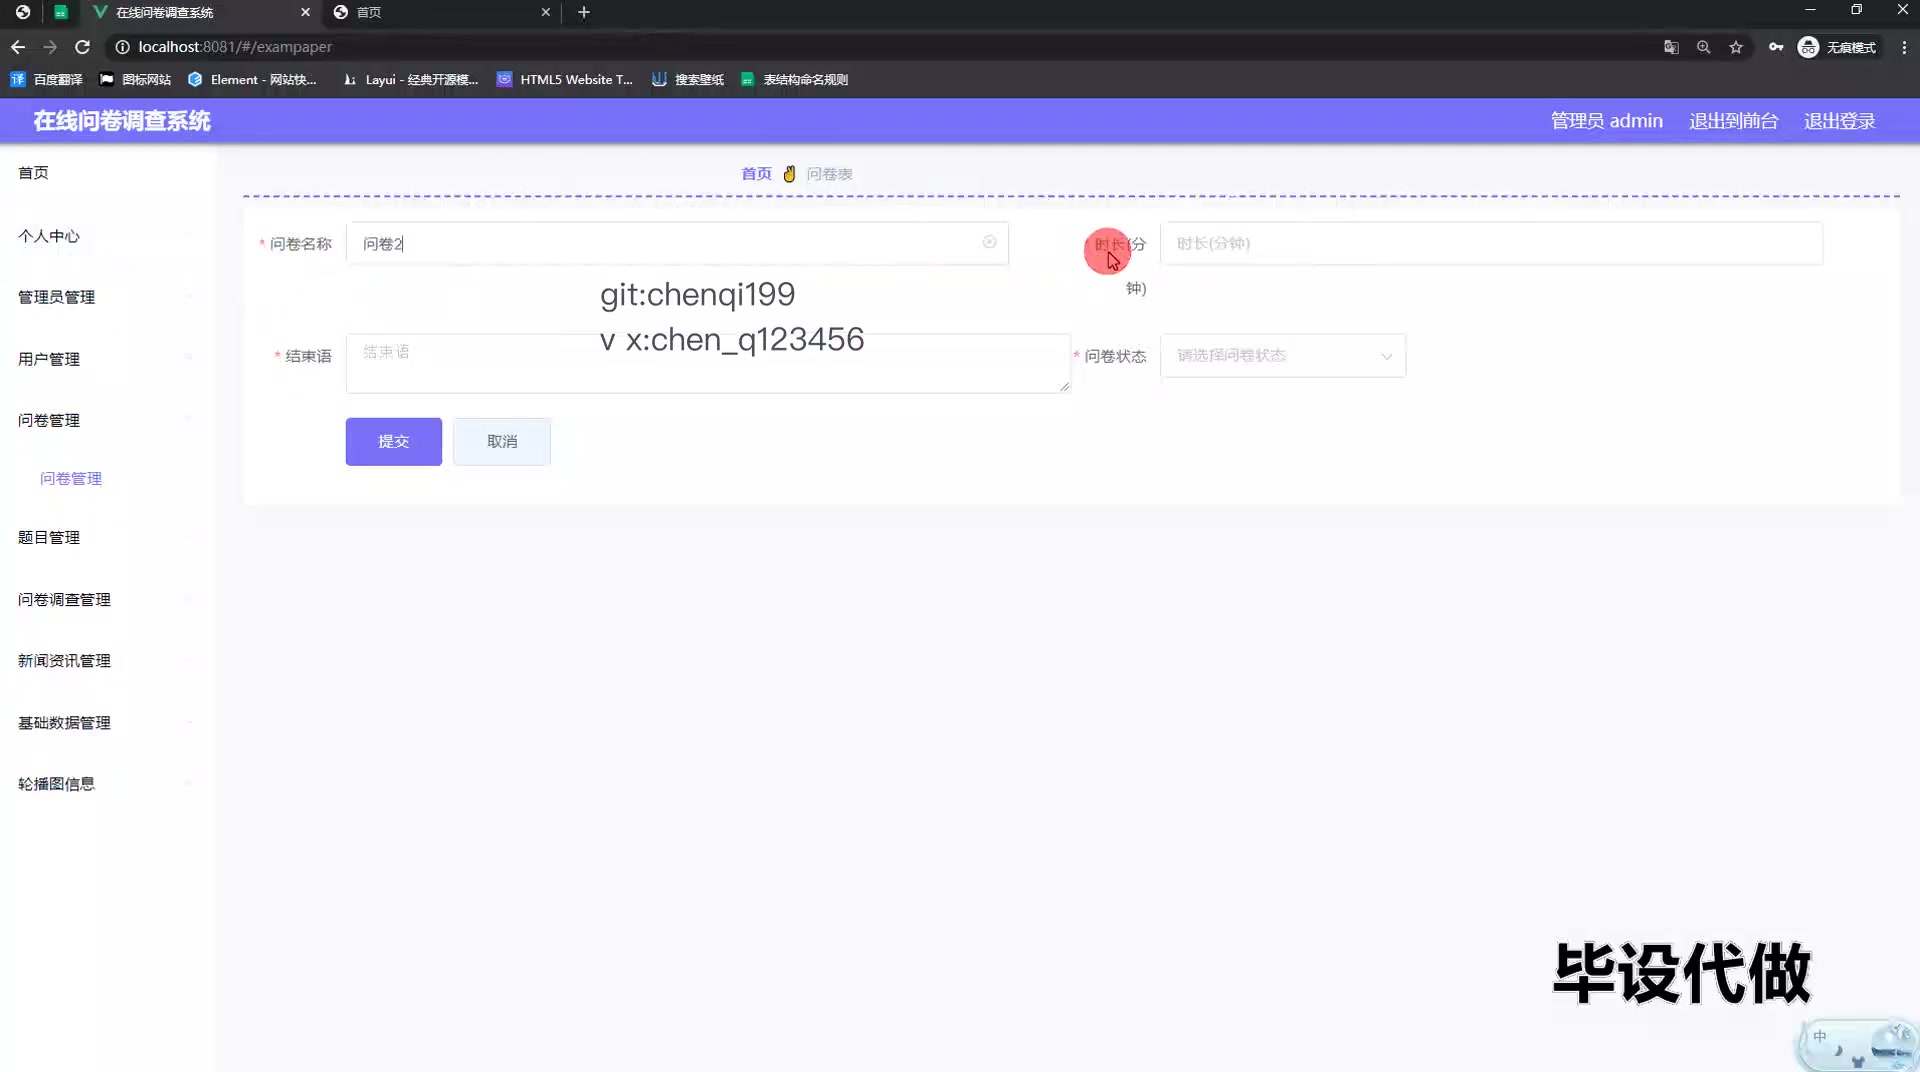 在线问卷调查系统
首页
localhost:8081/#/exampaper
无痕模式
百度翻译
图标网站
Element - 网站快...
Layui - 经典开源模...
HTML5 Website T...
搜索壁纸
表结构命名规则
在线问卷调查系统
管理员 admin
退出到前台
退出登录
首页
个人中心
管理员管理
用户管理
问卷管理
问卷管理
题目管理
问卷调查管理
新闻资讯管理
基础数据管理
轮播图信息
首页
问卷表
* 问卷名称
问卷2
* 时长(分
钟)
时长(分钟)
git:chenqi199
v x:chen_q123456
* 结束语
结束语
* 问卷状态
请选择问卷状态
提交
取消
毕设代做
中